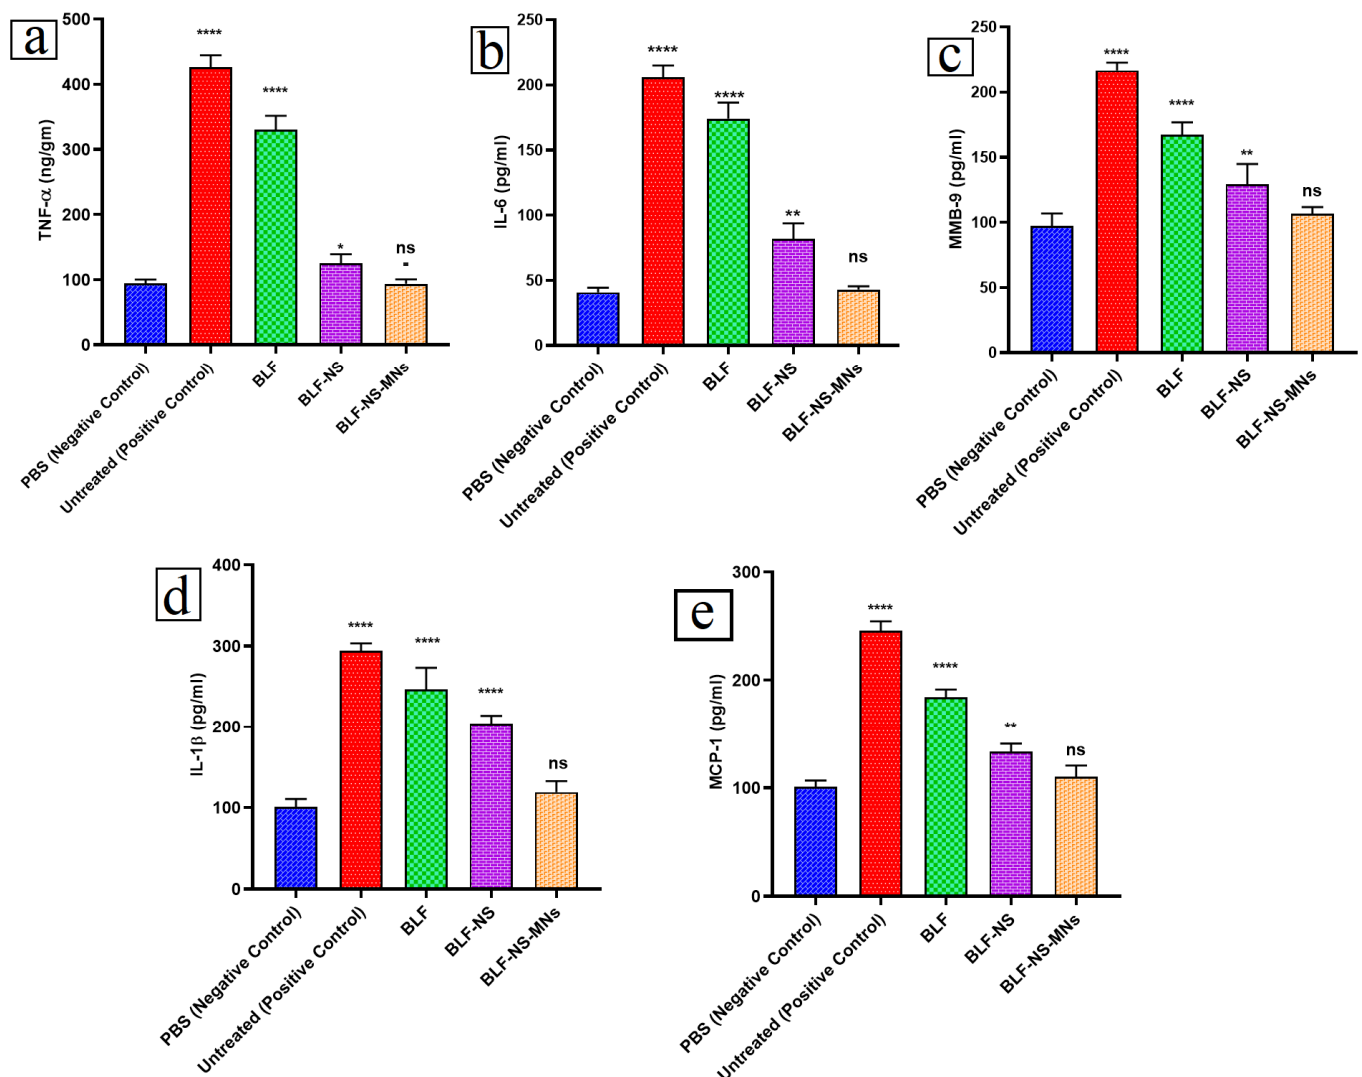 a
TNF-α (ng/gm)
500
400
300
200
100
0
****
****
*
ns
-
PBS (Negative Control)
Untreated (Positive Control)
BLF
BLF-NS
BLF-NS-MNs
b
IL-6 (pg/ml)
250
200
150
100
50
0
****
****
**
ns
PBS (Negative Control)
Untreated (Positive Control)
BLF
BLF-NS
BLF-NS-MNs
c
MMB-9 (pg/ml)
250
200
150
100
50
0
****
****
**
ns
PBS (Negative Control)
Untreated (Positive Control)
BLF
BLF-NS
BLF-NS-MNs
d
IL-1β (pg/ml)
400
300
200
100
0
****
****
****
ns
PBS (Negative Control)
Untreated (Positive Control)
BLF
BLF-NS
BLF-NS-MNs
e
MCP-1 (pg/ml)
300
200
100
0
****
****
**
ns
PBS (Negative Control)
Untreated (Positive Control)
BLF
BLF-NS
BLF-NS-MNs